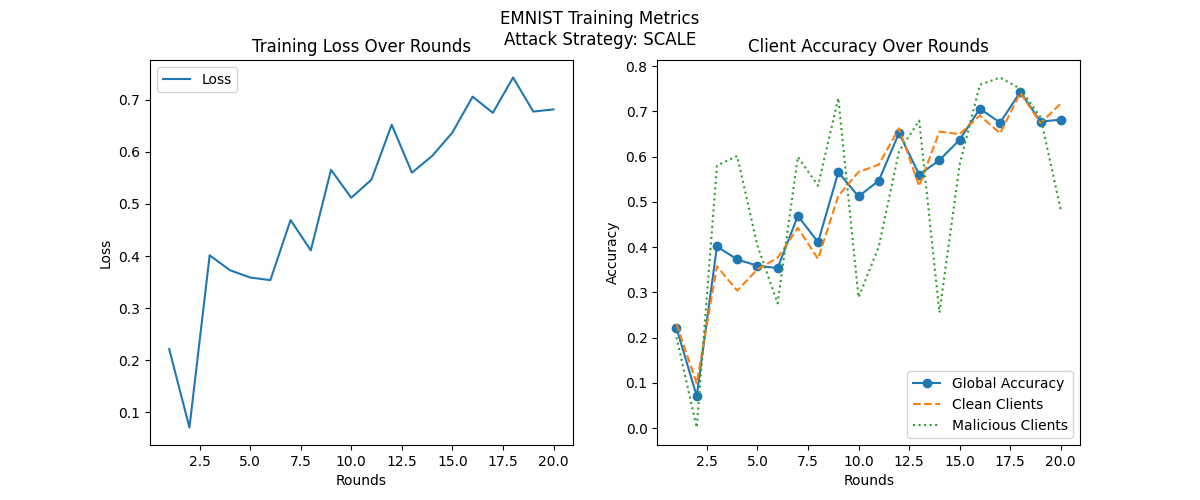 EMNIST Training Metrics
Attack Strategy: SCALE
Training Loss Over Rounds
Loss
Loss
0.7
0.6
0.5
0.4
0.3
0.2
0.1
2.5 5.0 7.5 10.0 12.5 15.0 17.5 20.0
Rounds
Client Accuracy Over Rounds
Accuracy
0.8
0.7
0.6
0.5
0.4
0.3
0.2
0.1
0.0
Global Accuracy
Clean Clients
Malicious Clients
2.5 5.0 7.5 10.0 12.5 15.0 17.5 20.0
Rounds